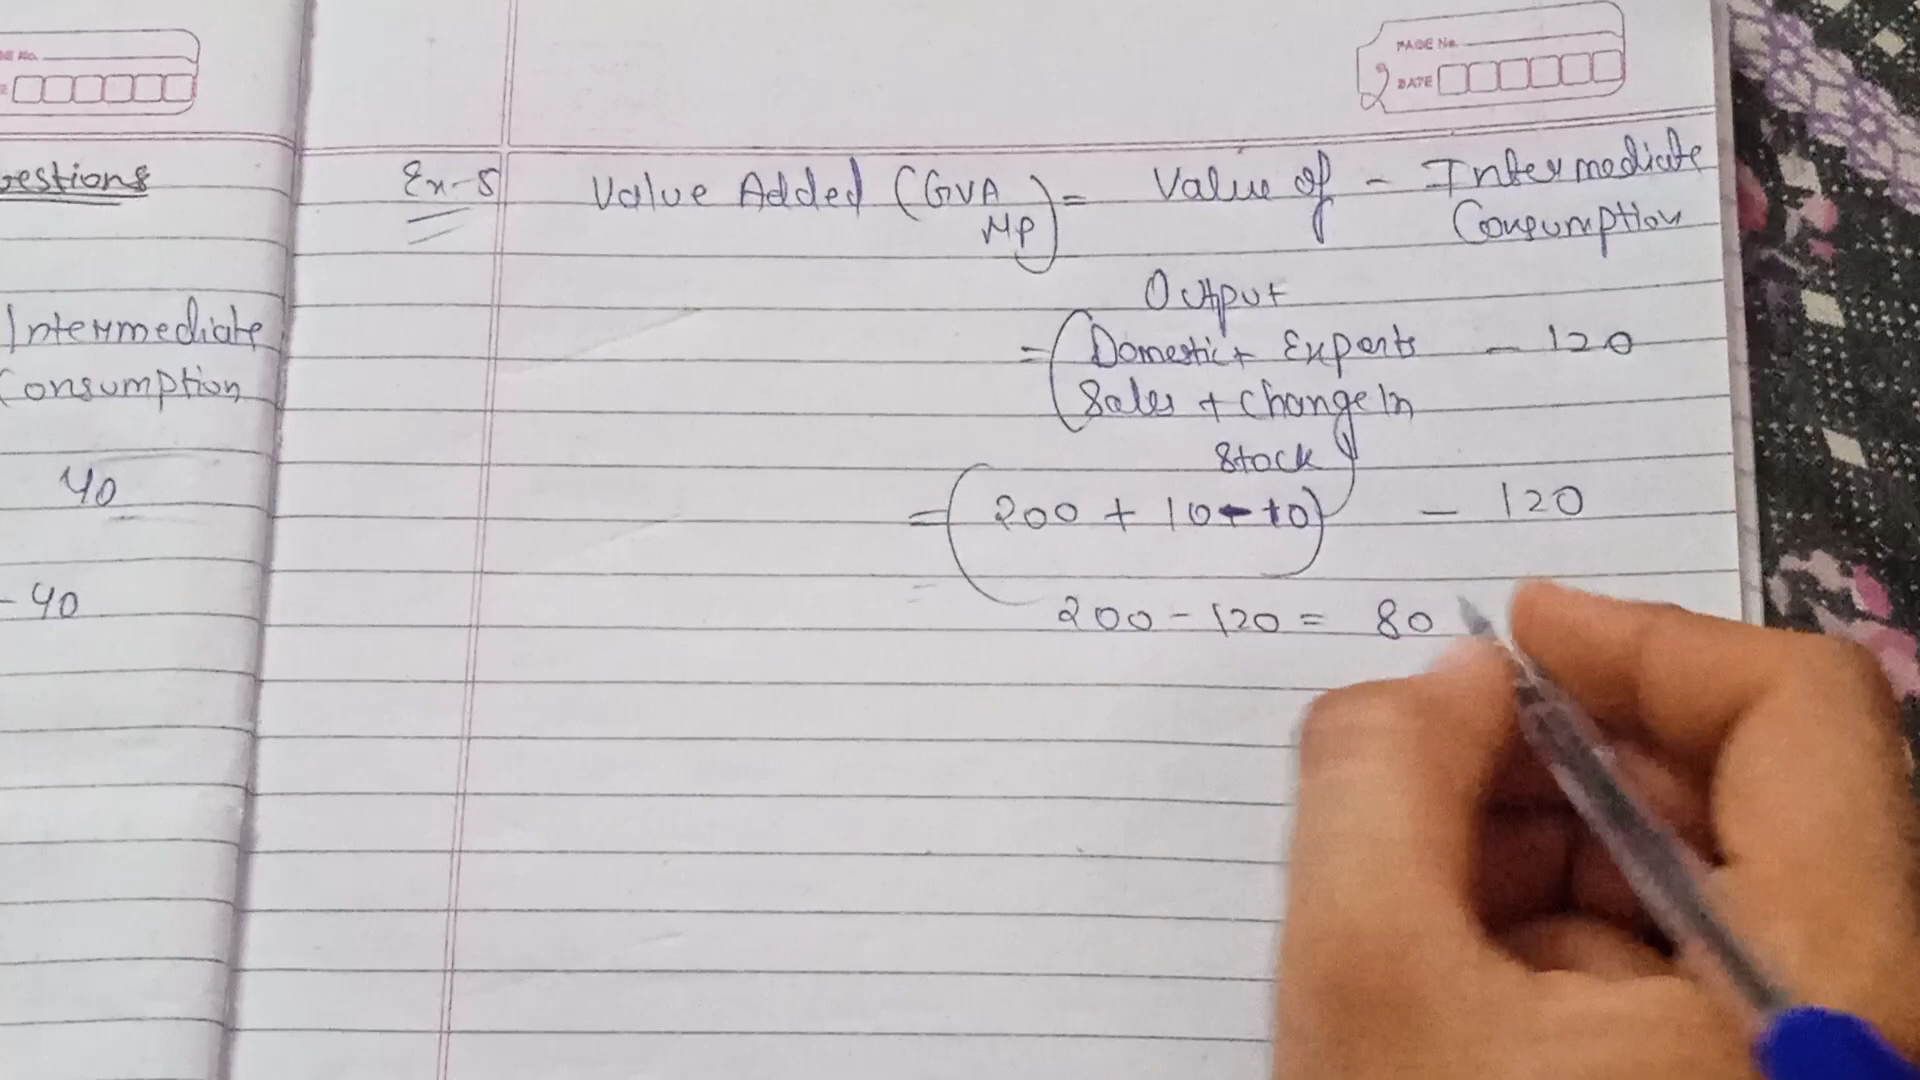 PAGE No.
2 DATE
estions
Intermediate
Consumption
40
- 40
Ex-5 Value Added (GVA MP) = Value of - Intermediate
Consumption
Output
= (Domestic + Exports - 120
Sales + Change In
Stock)
= (200 + 10 - 10) - 120
200 - 120 = 80